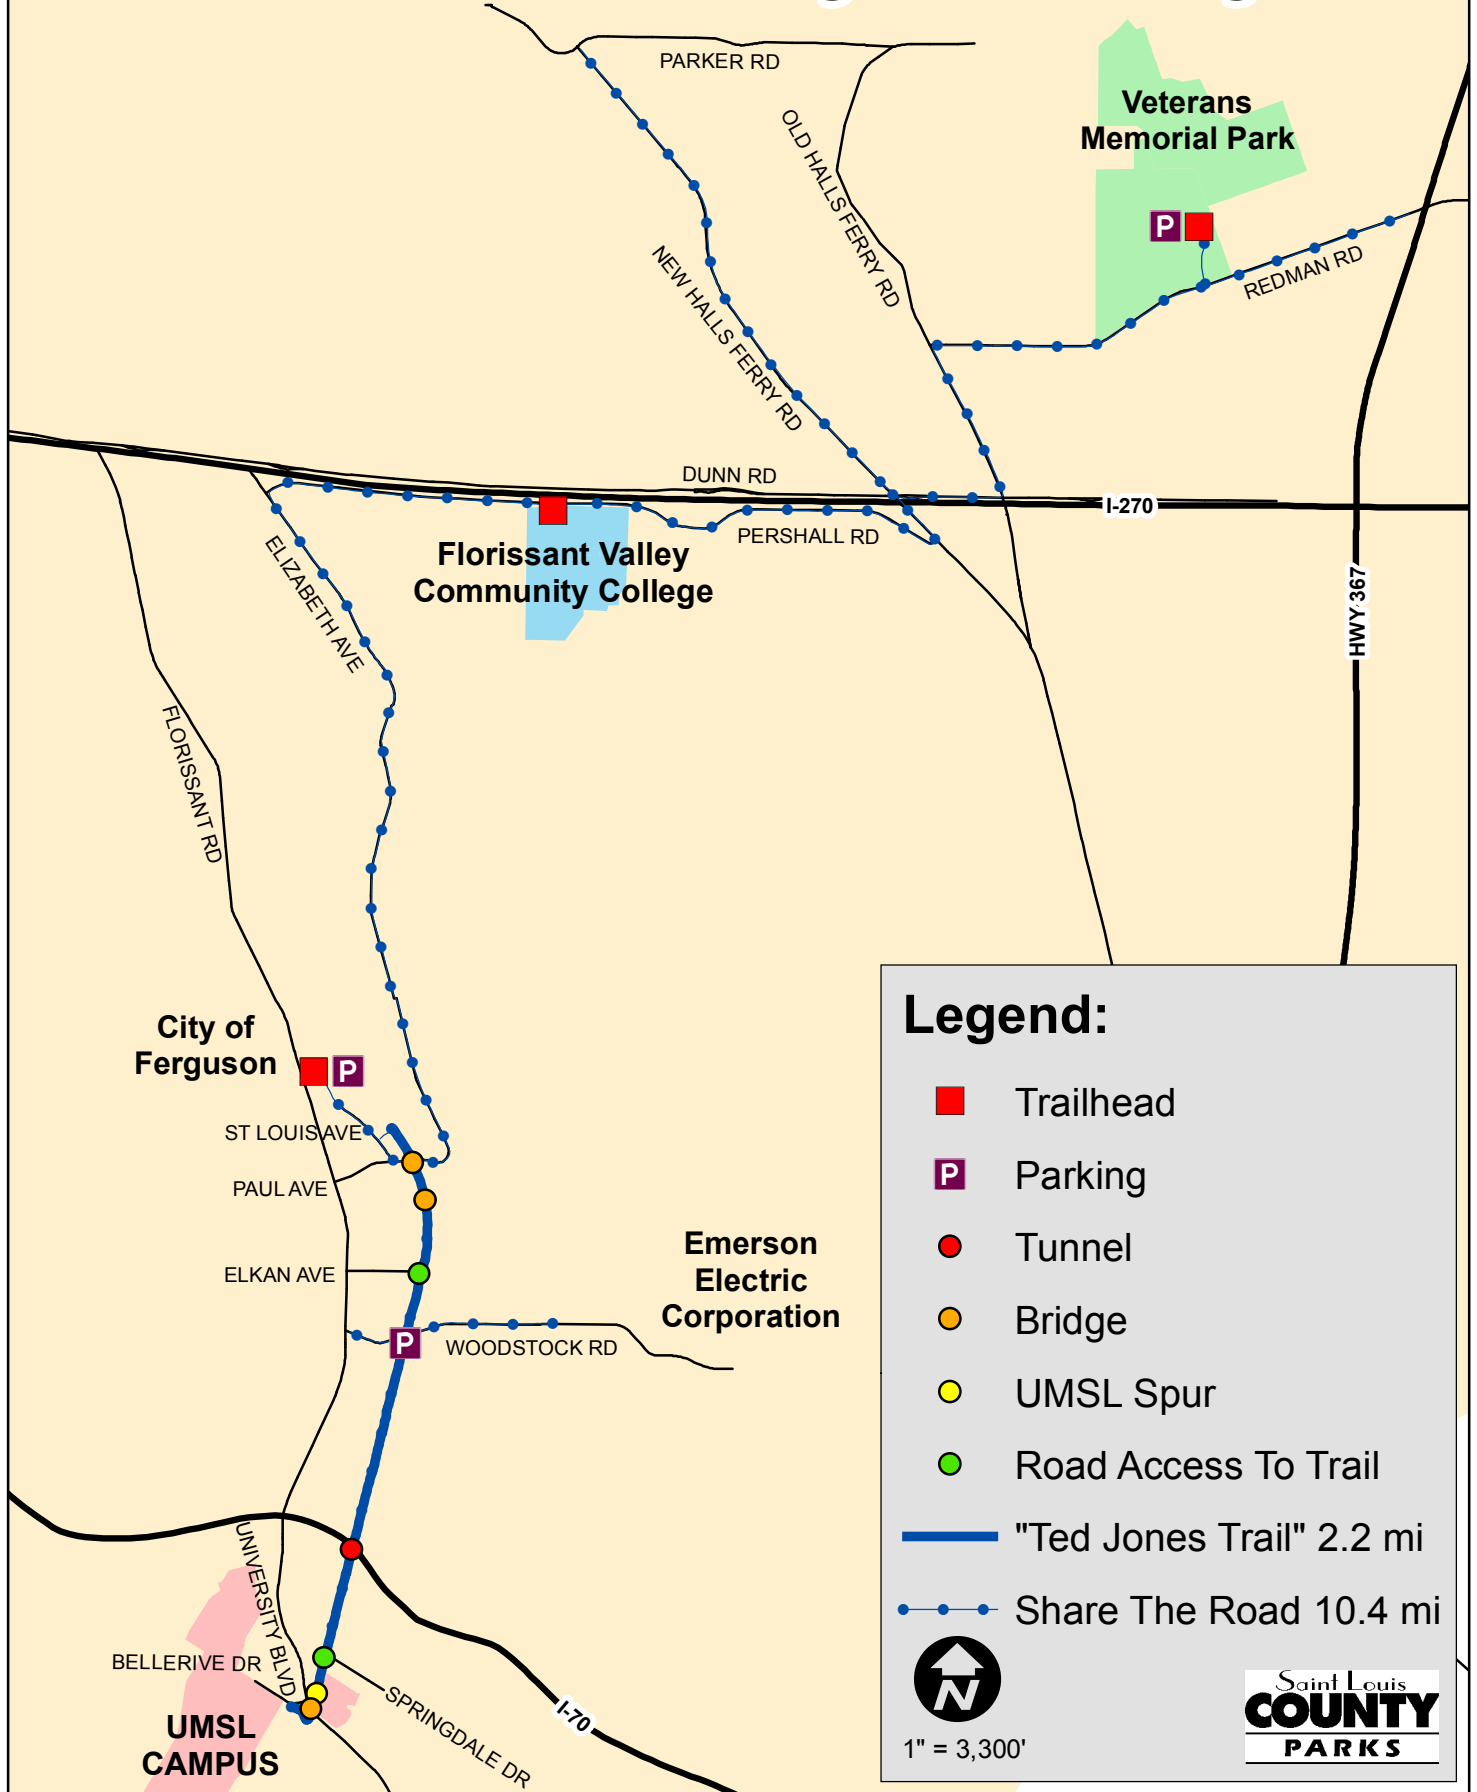 PARKER RD
Veterans
Memorial Park
OLD HALLS FERRY RD
P
REDMAN RD
NEW HALLS FERRY RD
DUNN RD
I-270
PERSHALL RD
Florissant Valley
Community College
ELIZABETH AVE
HWY 367
FLORISSANT RD
City of
Ferguson
P
ST LOUIS AVE
PAUL AVE
ELKAN AVE
Emerson
Electric
Corporation
P
WOODSTOCK RD
UNIVERSITY BLVD
BELLERIVE DR
SPRINGDALE DR
I-70
UMSL
CAMPUS
Legend:
Trailhead
P Parking
Tunnel
Bridge
UMSL Spur
Road Access To Trail
"Ted Jones Trail" 2.2 mi
Share The Road 10.4 mi
N
1" = 3,300'
Saint Louis
COUNTY
PARKS